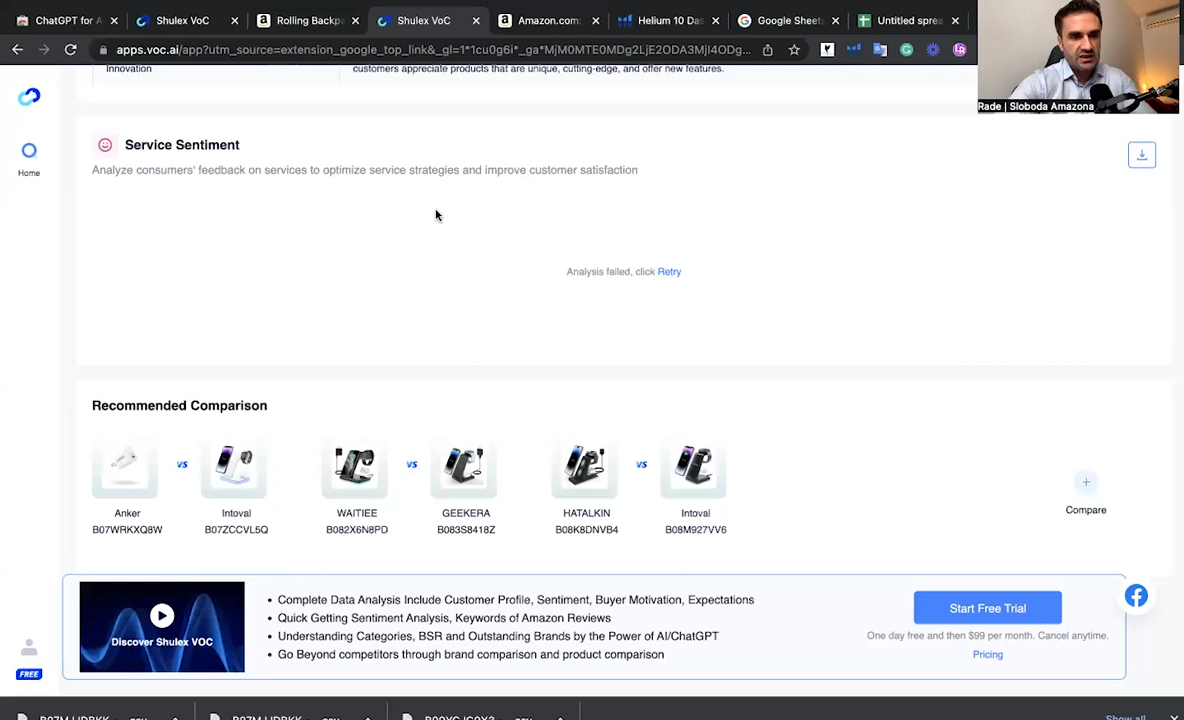 ChatGPT for A
Shulex VoC
Rolling Backpa
Shulex VoC
Amazon.com:
Helium 10 Das
Google Sheets
Untitled sprea
apps.voc.ai/app?utm_source=extension_google_top_link&_gl=1*1cu0g6i*_ga*MjM0MTE0MDg2LjE2ODA3MjI4ODg...
Innovation
customers appreciate products that are unique, cutting-edge, and offer new features.
Rade | Sloboda Amazona
Home
Service Sentiment
Analyze consumers' feedback on services to optimize service strategies and improve customer satisfaction
Analysis failed, click Retry
Recommended Comparison
vs
vs
vs
Anker
Intoval
WAITIEE
GEEKERA
HATALKIN
Intoval
Compare
B07WRKXQ8W
B07ZCCVL5Q
B082X6N8PD
B083S8418Z
B08K8DNVB4
B08M927VV6
Discover Shulex VOC
• Complete Data Analysis Include Customer Profile, Sentiment, Buyer Motivation, Expectations
• Quick Getting Sentiment Analysis, Keywords of Amazon Reviews
• Understanding Categories, BSR and Outstanding Brands by the Power of AI/ChatGPT
• Go Beyond competitors through brand comparison and product comparison
Start Free Trial
One day free and then $99 per month. Cancel anytime.
Pricing
FREE
Show all